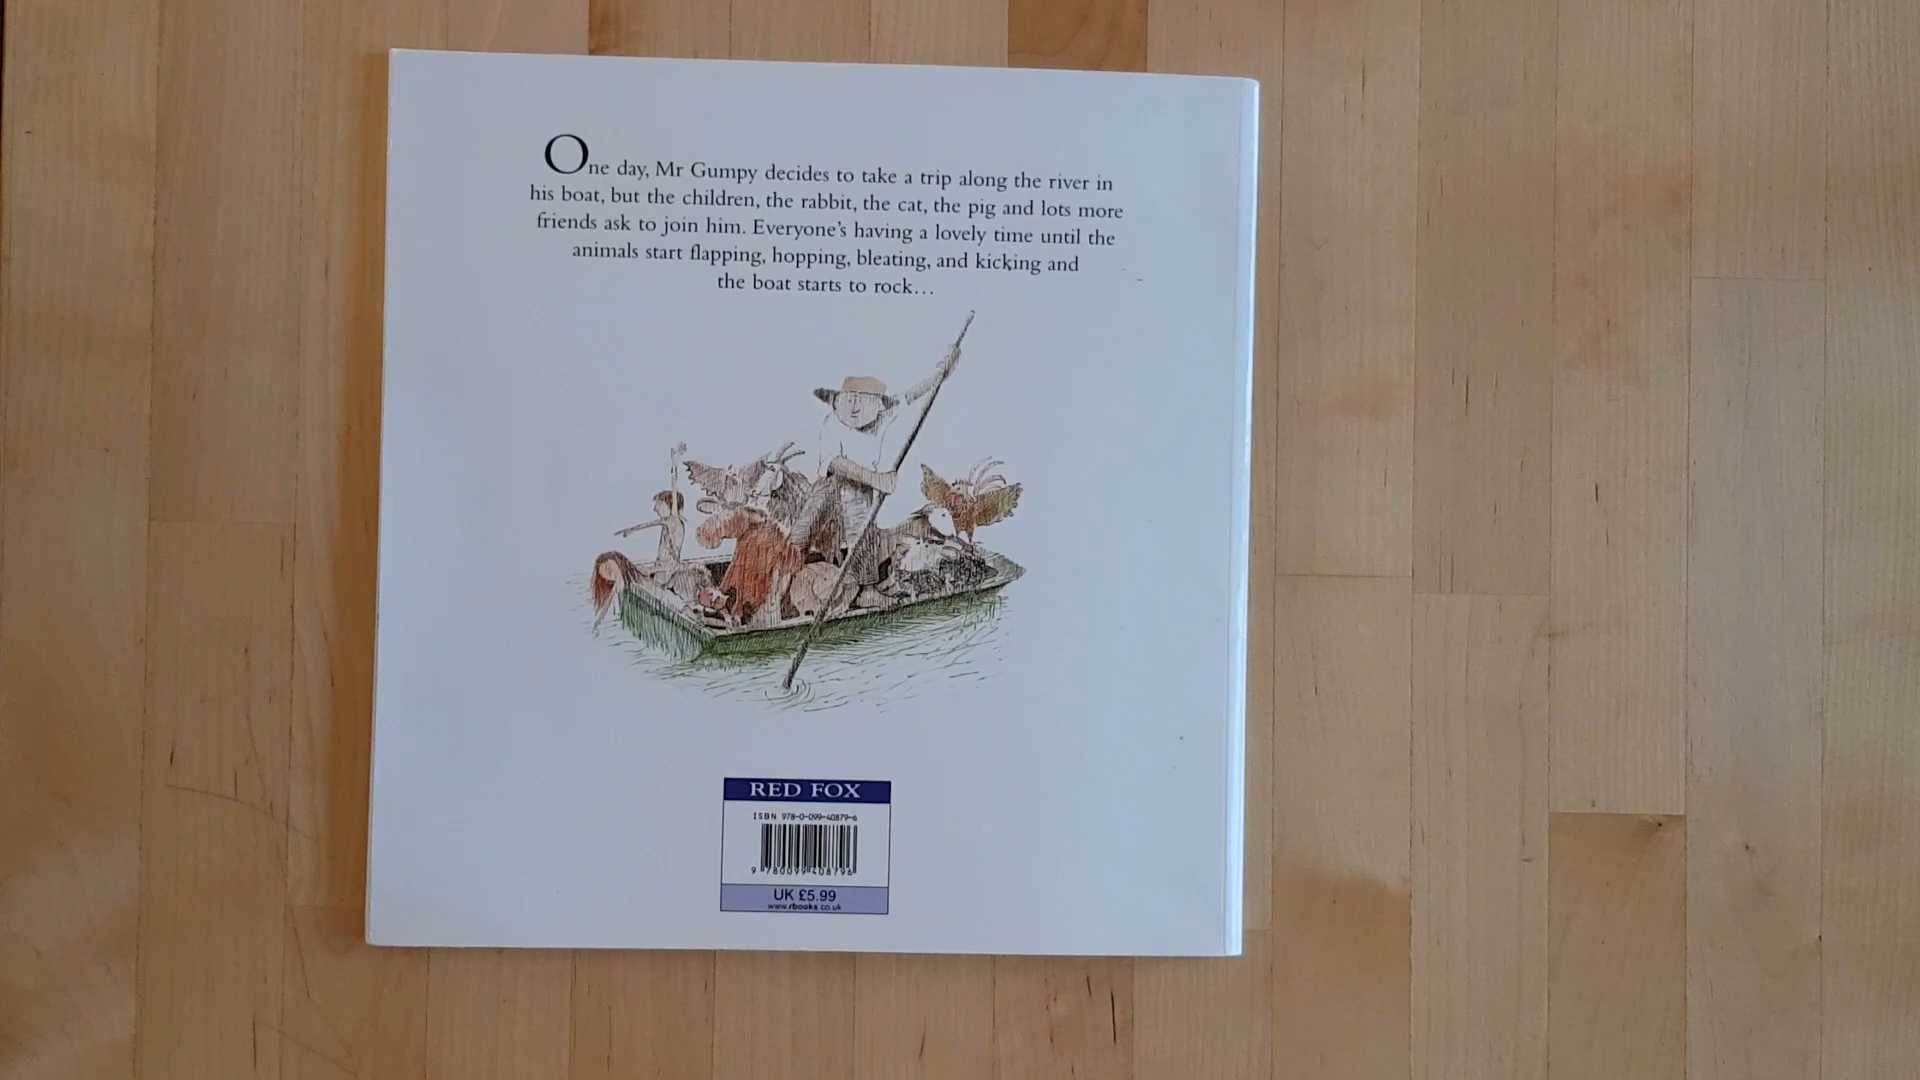 One day, Mr Gumpy decides to take a trip along the river in
his boat, but the children, the rabbit, the cat, the pig and lots more
friends ask to join him. Everyone's having a lovely time until the
animals start flapping, hopping, bleating, and kicking and
the boat starts to rock...
RED FOX
ISBN 978-0-099-40879-6
9 780099 408796
UK £5.99
www.rbooks.co.uk